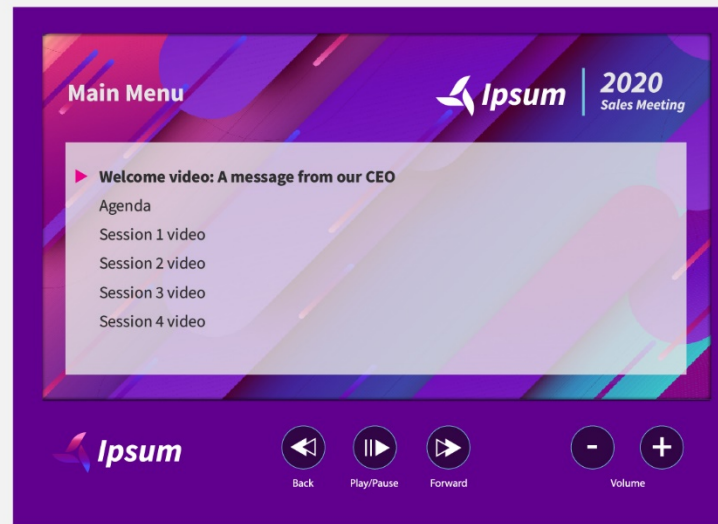 Main Menu
Ipsum
2020
Sales Meeting
Welcome video: A message from our CEO
Agenda
Session 1 video
Session 2 video
Session 3 video
Session 4 video
Ipsum
Back
Play/Pause
Forward
-
+
Volume